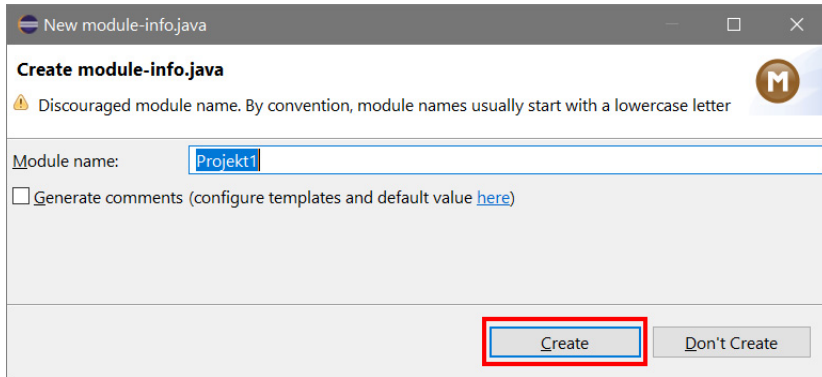 New module-info.java
Create module-info.java
M
Discouraged module name. By convention, module names usually start with a lowercase letter
Module name: Projekt1
Generate comments (configure templates and default value here)
Create Don't Create